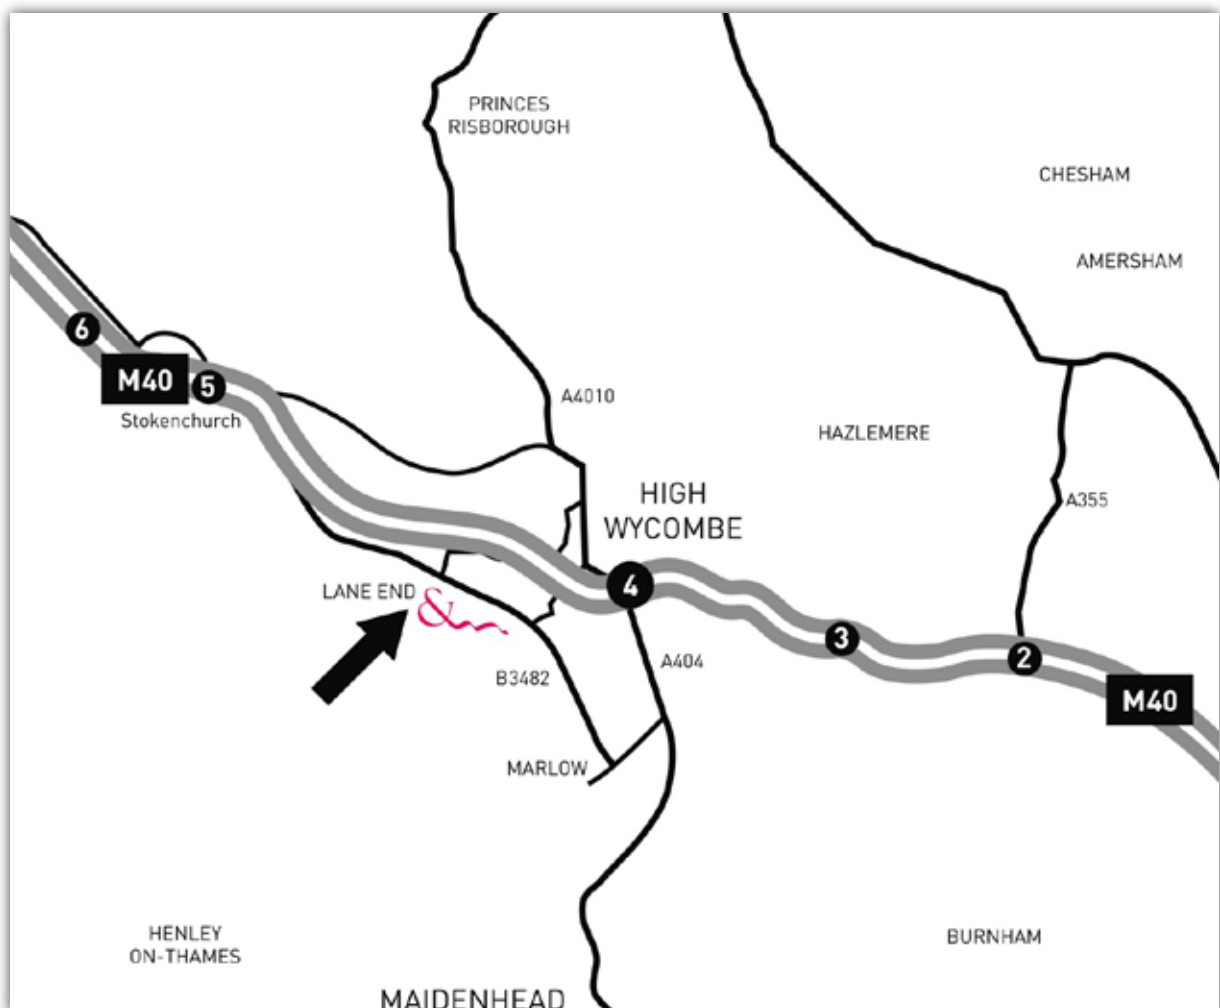 PRINCES
RISBOROUGH
CHESHAM
AMERSHAM
6
M40
5
Stokenchurch
A4010
HAZLEMERE
HIGH
WYCOMBE
A355
4
LANE END
&
3
2
A404
B3482
M40
MARLOW
HENLEY
ON-THAMES
BURNHAM
MAIDENHEAD